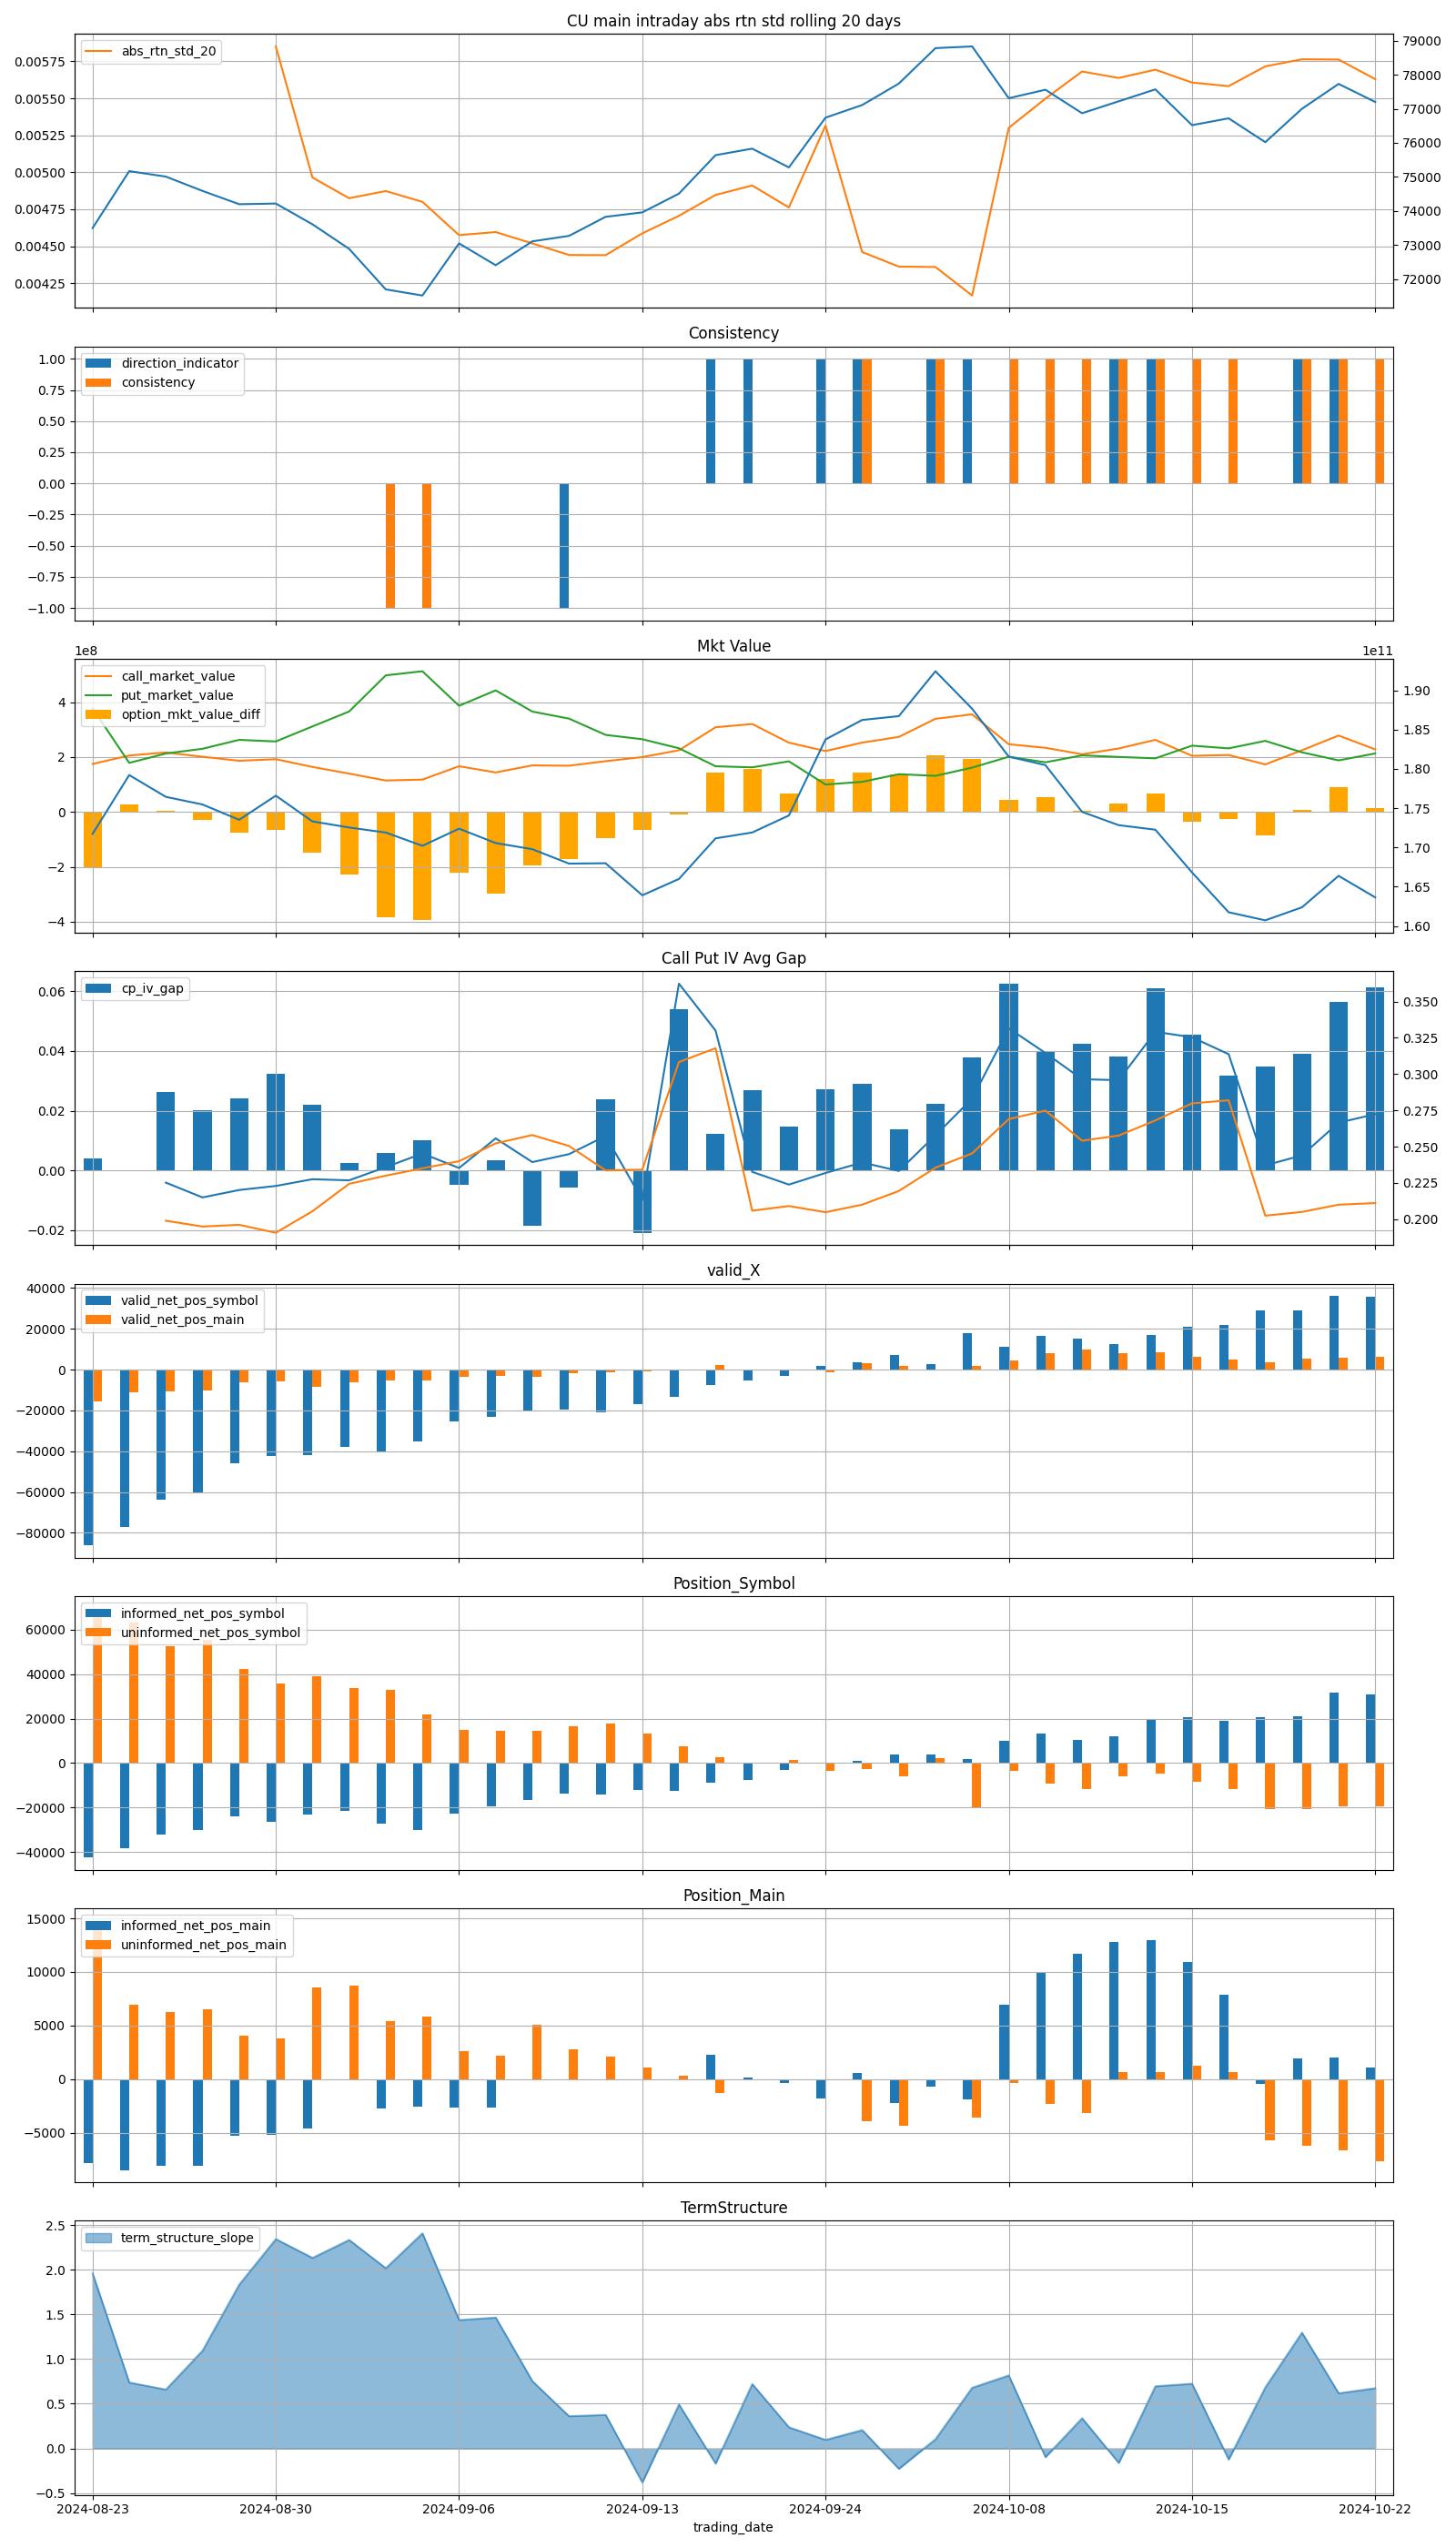 CU main intraday abs rtn std rolling 20 days
abs_rtn_std_20
0.00575
0.00550
0.00525
0.00500
0.00475
0.00450
0.00425
79000
78000
77000
76000
75000
74000
73000
72000
Consistency
direction_indicator
consistency
1.00
0.75
0.50
0.25
0.00
−0.25
−0.50
−0.75
−1.00
Mkt Value
1e8
1e11
call_market_value
put_market_value
option_mkt_value_diff
4
2
0
−2
−4
1.90
1.85
1.80
1.75
1.70
1.65
1.60
Call Put IV Avg Gap
cp_iv_gap
0.06
0.04
0.02
0.00
−0.02
0.350
0.325
0.300
0.275
0.250
0.225
0.200
valid_X
valid_net_pos_symbol
valid_net_pos_main
40000
20000
0
−20000
−40000
−60000
−80000
Position_Symbol
informed_net_pos_symbol
uninformed_net_pos_symbol
60000
40000
20000
0
−20000
−40000
Position_Main
informed_net_pos_main
uninformed_net_pos_main
15000
10000
5000
0
−5000
TermStructure
term_structure_slope
2.5
2.0
1.5
1.0
0.5
0.0
−0.5
2024-08-23 2024-08-30 2024-09-06 2024-09-13 2024-09-24 2024-10-08 2024-10-15 2024-10-22
trading_date